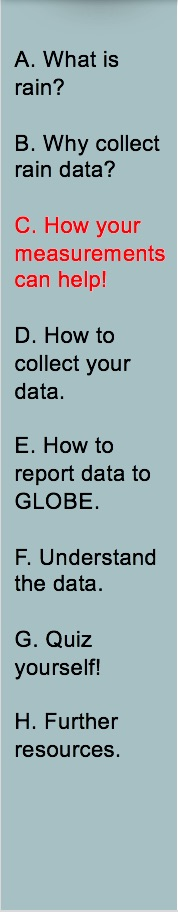 A. What is
rain?
B. Why collect
rain data?
C. How your
measurements
can help!
D. How to
collect your
data.
E. How to
report data to
GLOBE.
F. Understand
the data.
G. Quiz
yourself!
H. Further
resources.